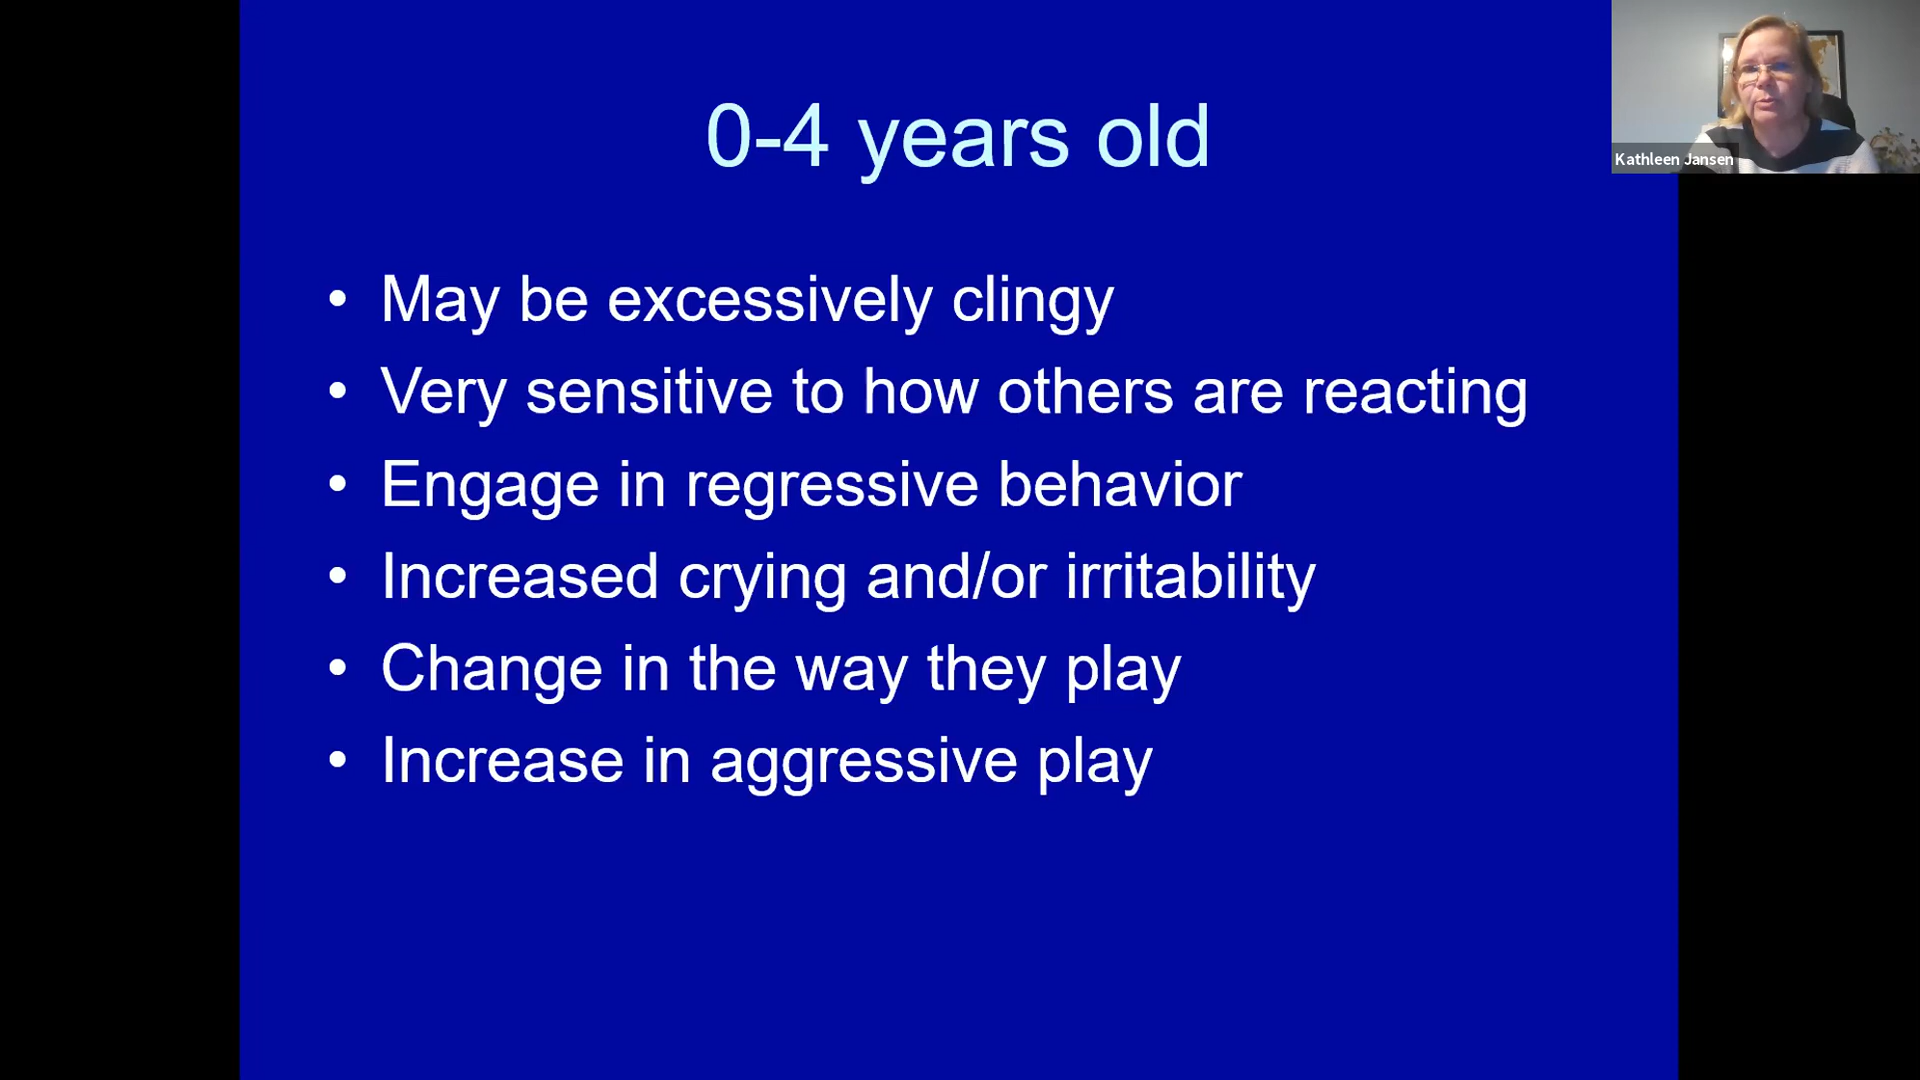 0-4 years old
Kathleen Jansen
• May be excessively clingy
• Very sensitive to how others are reacting
• Engage in regressive behavior
• Increased crying and/or irritability
• Change in the way they play
• Increase in aggressive play